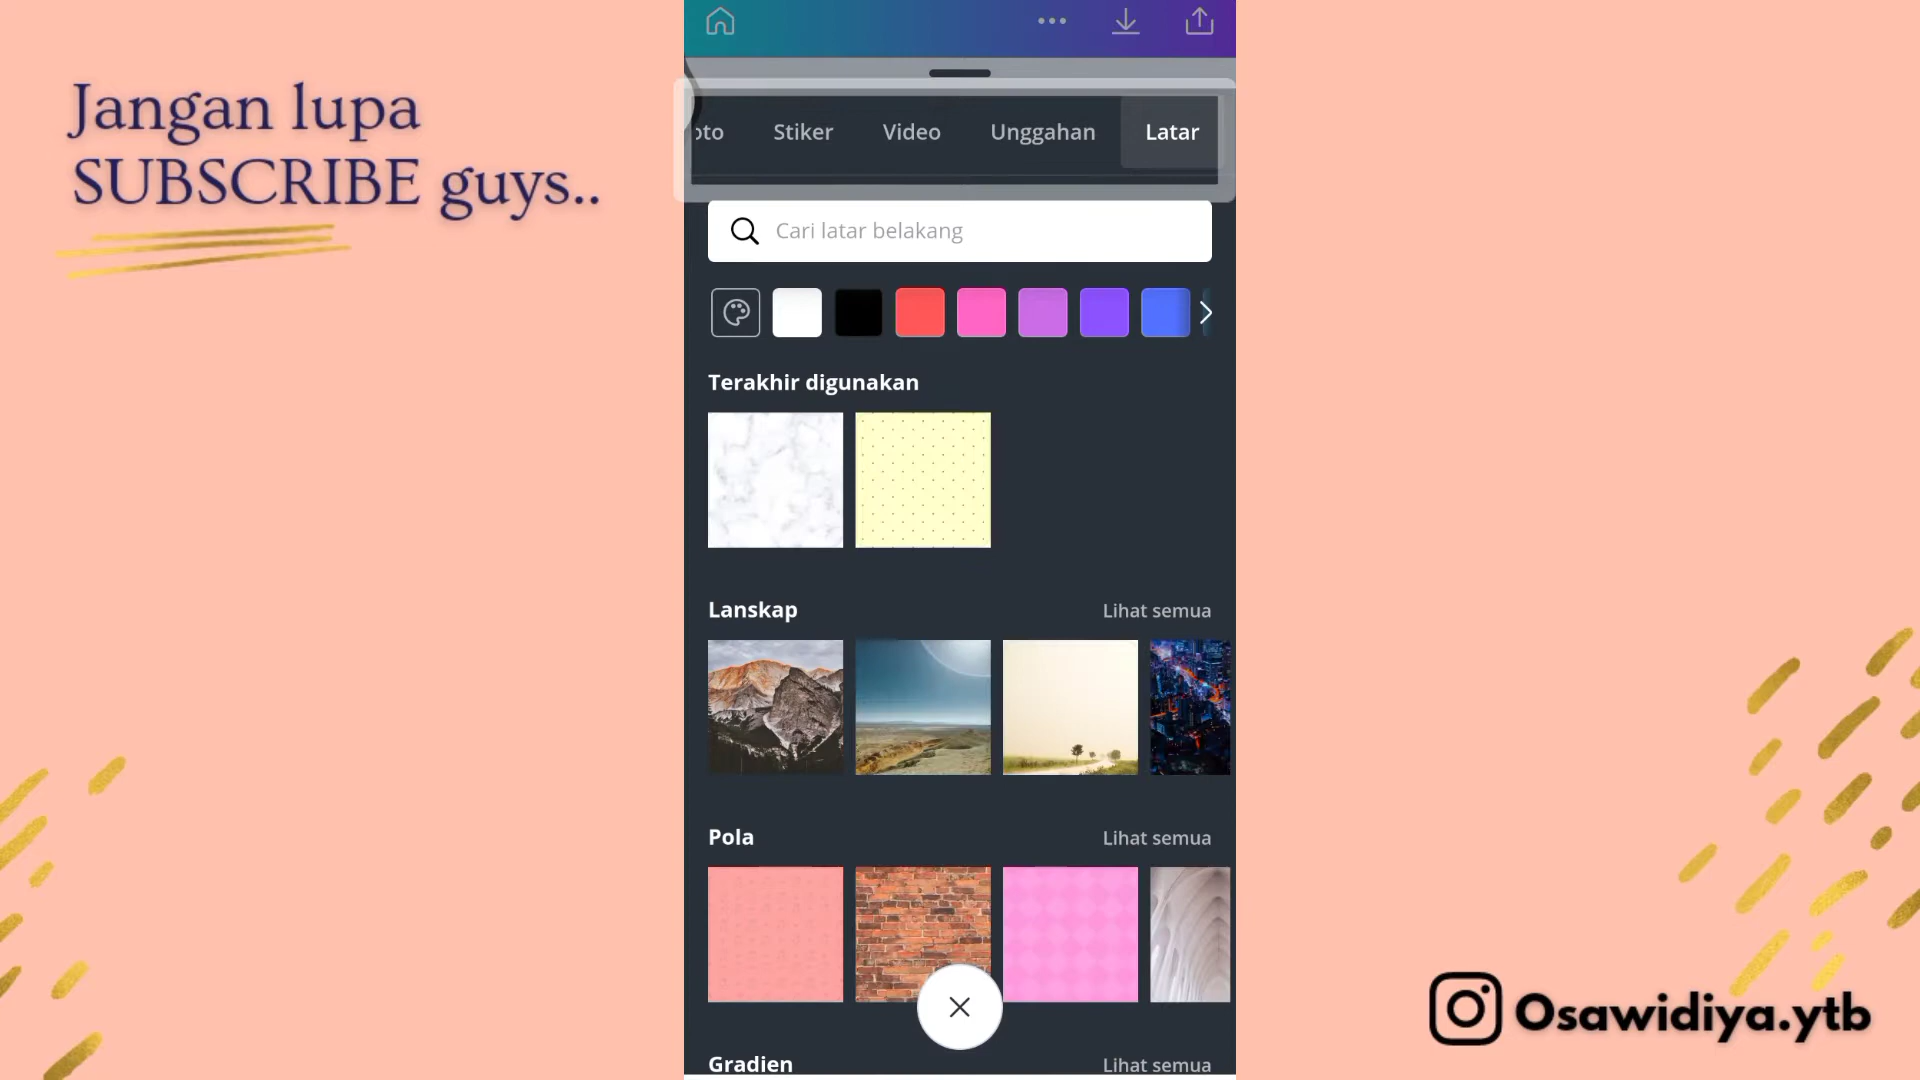 Jangan lupa
SUBSCRIBE guys..
Stiker Video Unggahan Latar
Cari latar belakang
Terakhir digunakan
Lanskap Lihat semua
Pola Lihat semua
Gradien Lihat semua
Osawidiya.ytb